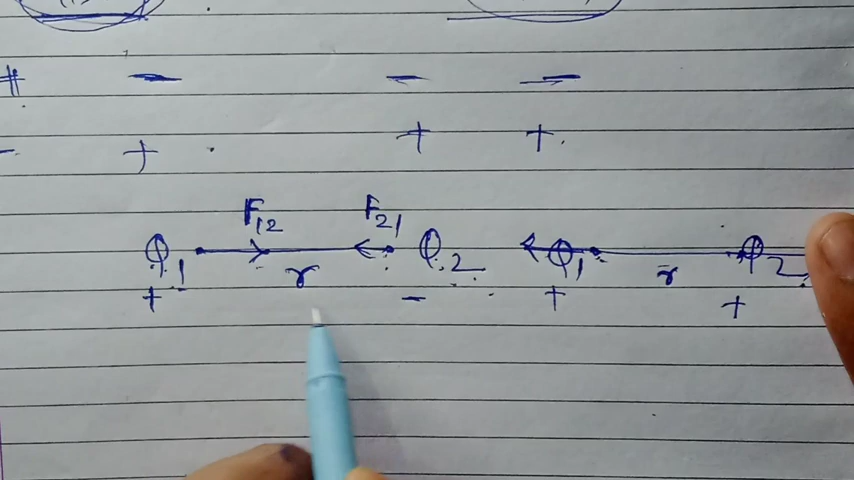 # — — —
- + + +
F12 F21
Q1 Q2 Q1 Q2
r r
+ - + +